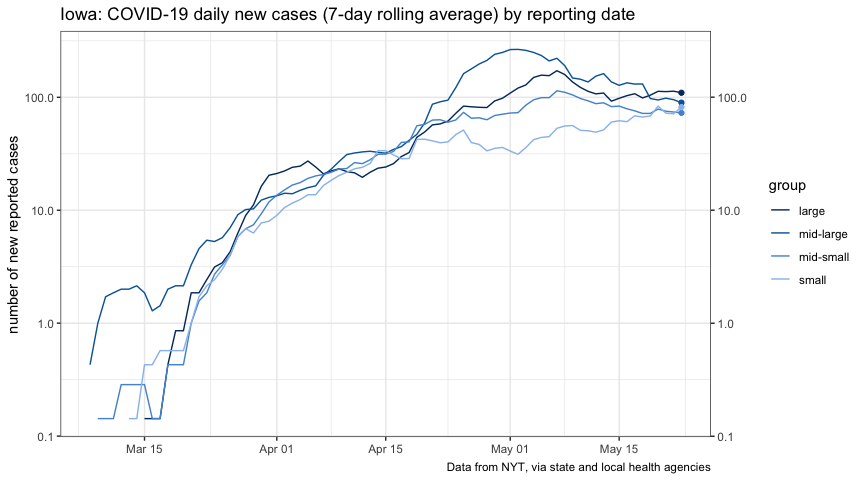 Iowa: COVID-19 daily new cases (7-day rolling average) by reporting date
number of new reported cases
100.0
10.0
1.0
0.1
100.0
10.0
1.0
0.1
Mar 15
Apr 01
Apr 15
May 01
May 15
group
large
mid-large
mid-small
small
Data from NYT, via state and local health agencies